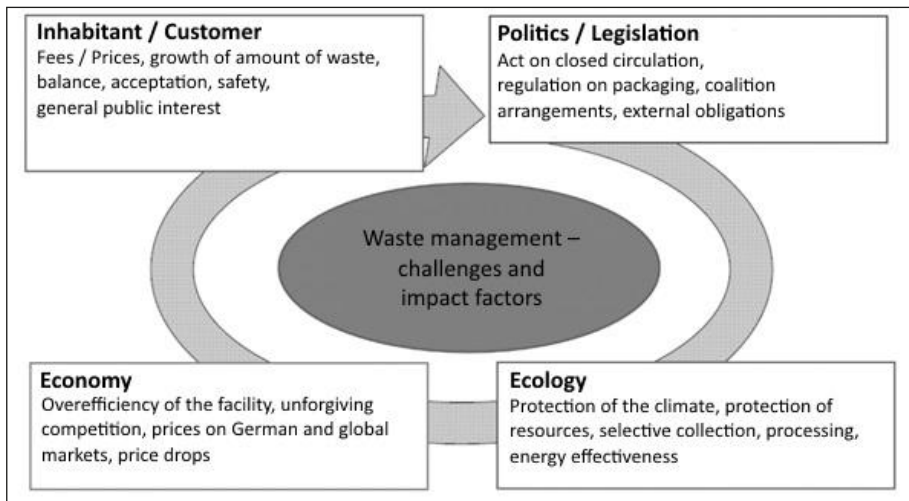 Inhabitant / Customer
Fees / Prices, growth of amount of waste,
balance, acceptation, safety,
general public interest
Politics / Legislation
Act on closed circulation,
regulation on packaging, coalition
arrangements, external obligations
Waste management –
challenges and
impact factors
Economy
Overefficiency of the facility, unforgiving
competition, prices on German and global
markets, price drops
Ecology
Protection of the climate, protection of
resources, selective collection, processing,
energy effectiveness